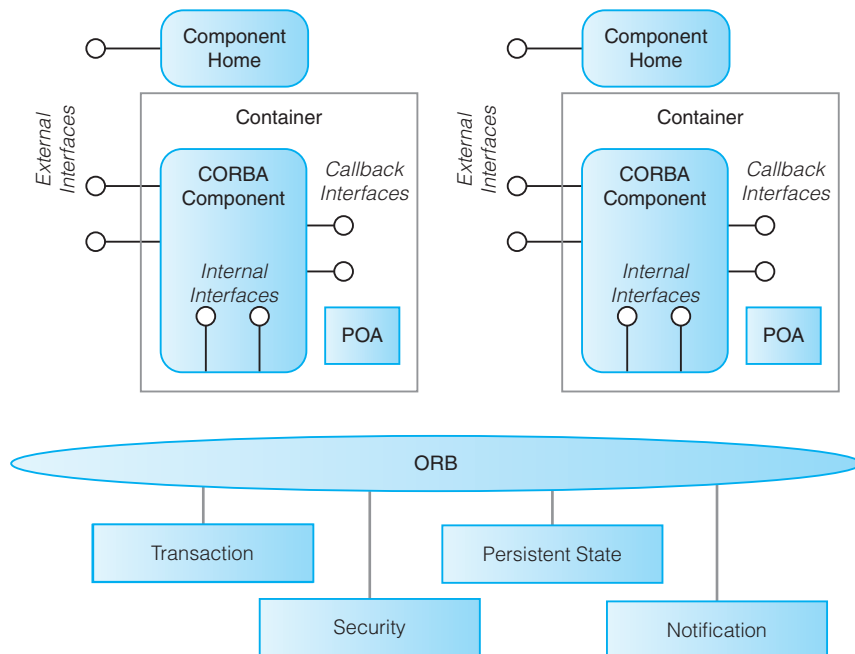 Component
Home
External
Interfaces
Container
CORBA
Component
Callback
Interfaces
Internal
Interfaces
POA
Component
Home
External
Interfaces
Container
CORBA
Component
Callback
Interfaces
Internal
Interfaces
POA
ORB
Transaction
Persistent State
Security
Notification